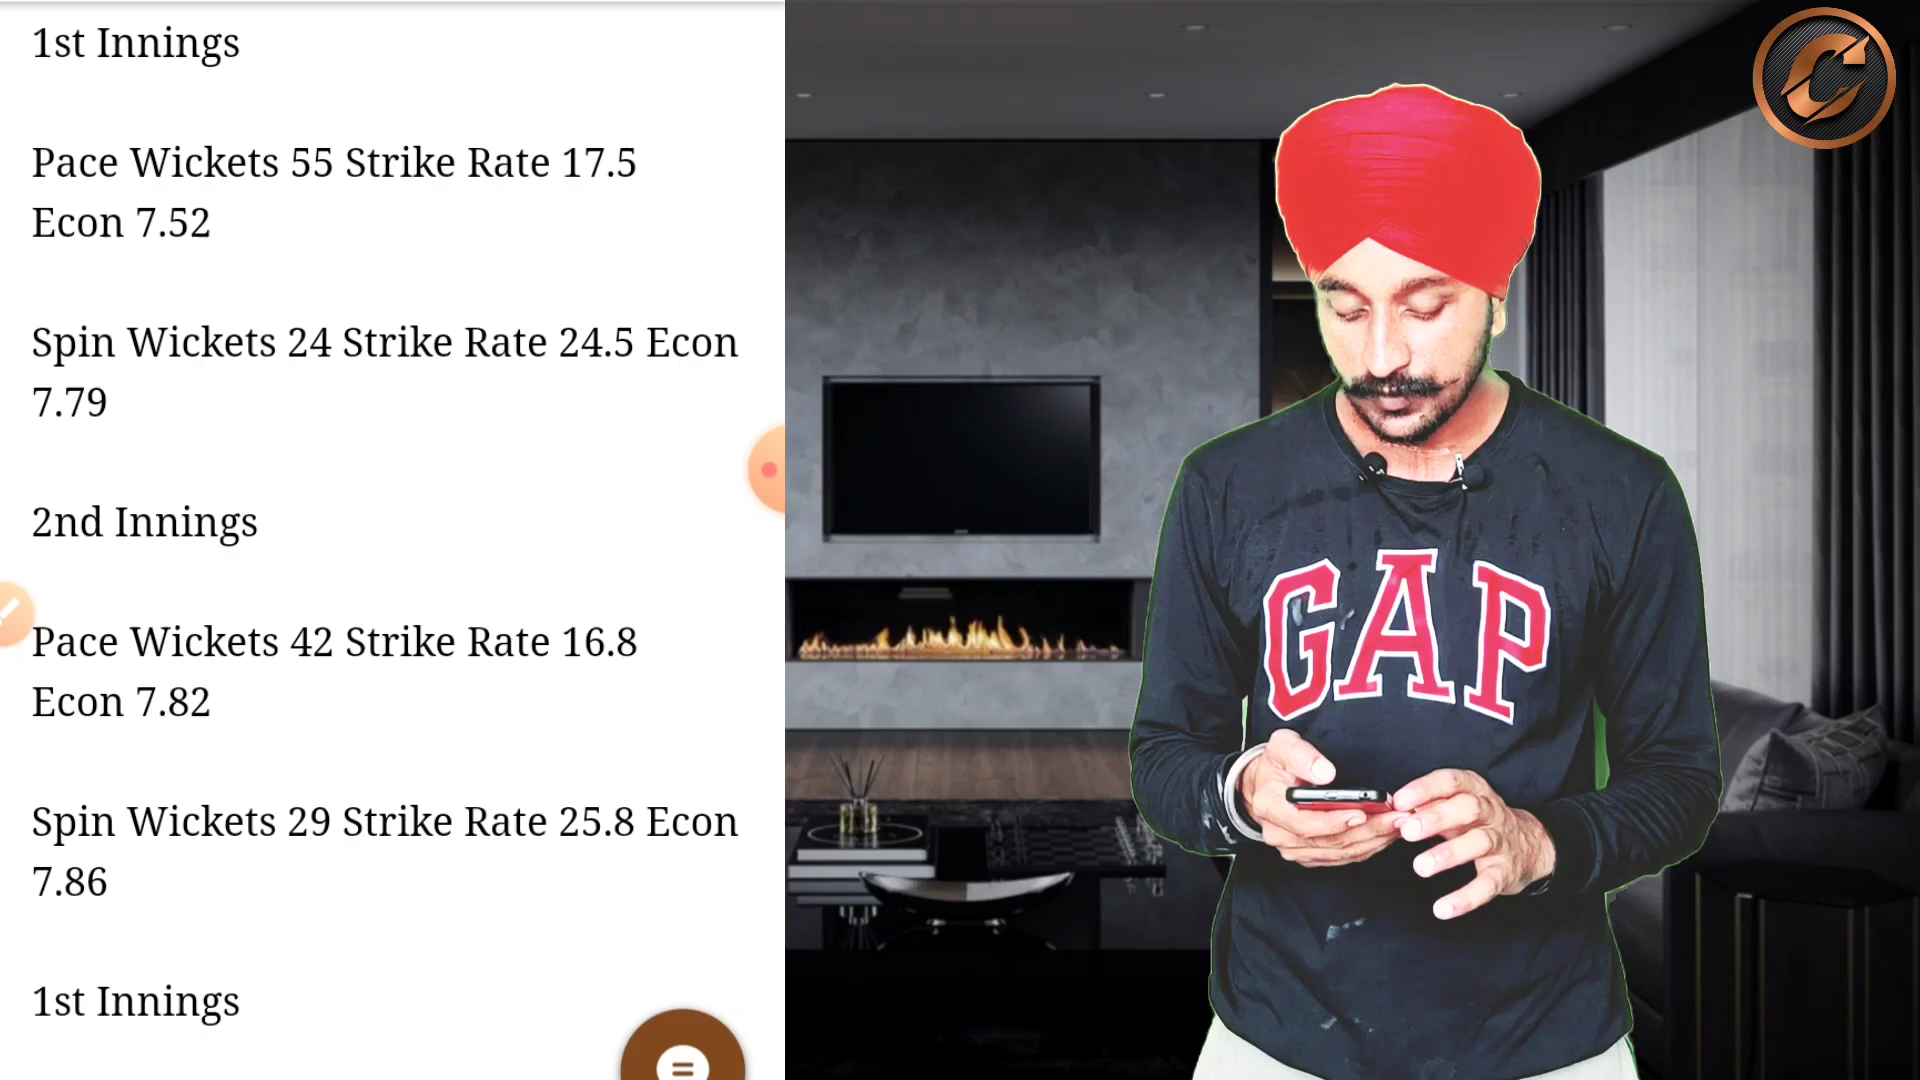 1st Innings
Pace Wickets 55 Strike Rate 17.5
Econ 7.52
Spin Wickets 24 Strike Rate 24.5 Econ
7.79
2nd Innings
Pace Wickets 42 Strike Rate 16.8
Econ 7.82
Spin Wickets 29 Strike Rate 25.8 Econ
7.86
1st Innings
C
GAP